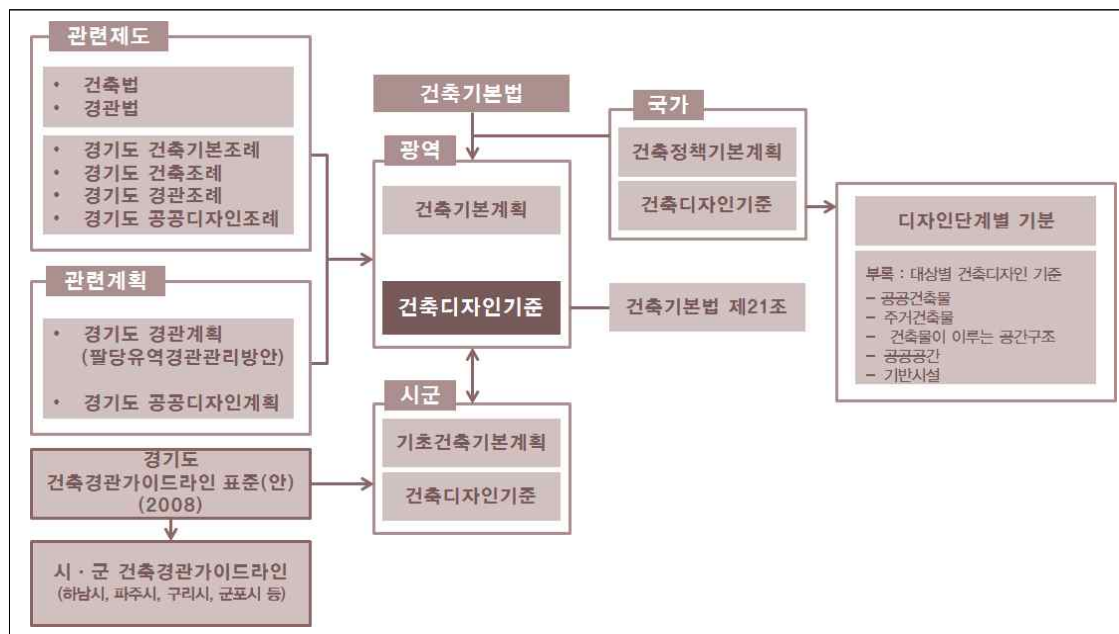 관련제도
• 건축법
• 경관법
• 경기도 건축기본조례
• 경기도 건축조례
• 경기도 경관조례
• 경기도 공공디자인조례
관련계획
• 경기도 경관계획
(팔당유역경관관리방안)
• 경기도 공공디자인계획
경기도
건축경관가이드라인 표준(안)
(2008)
시 · 군 건축경관가이드라인
(하남시, 파주시, 구리시, 군포시 등)
건축기본법
광역
건축기본계획
건축디자인기준
시군
기초건축기본계획
건축디자인기준
국가
건축정책기본계획
건축디자인기준
건축기본법 제21조
디자인단계별 기분
부록 : 대상별 건축디자인 기준
– 공공건축물
– 주거건축물
– 건축물이 이루는 공간구조
– 공공공간
– 기반시설